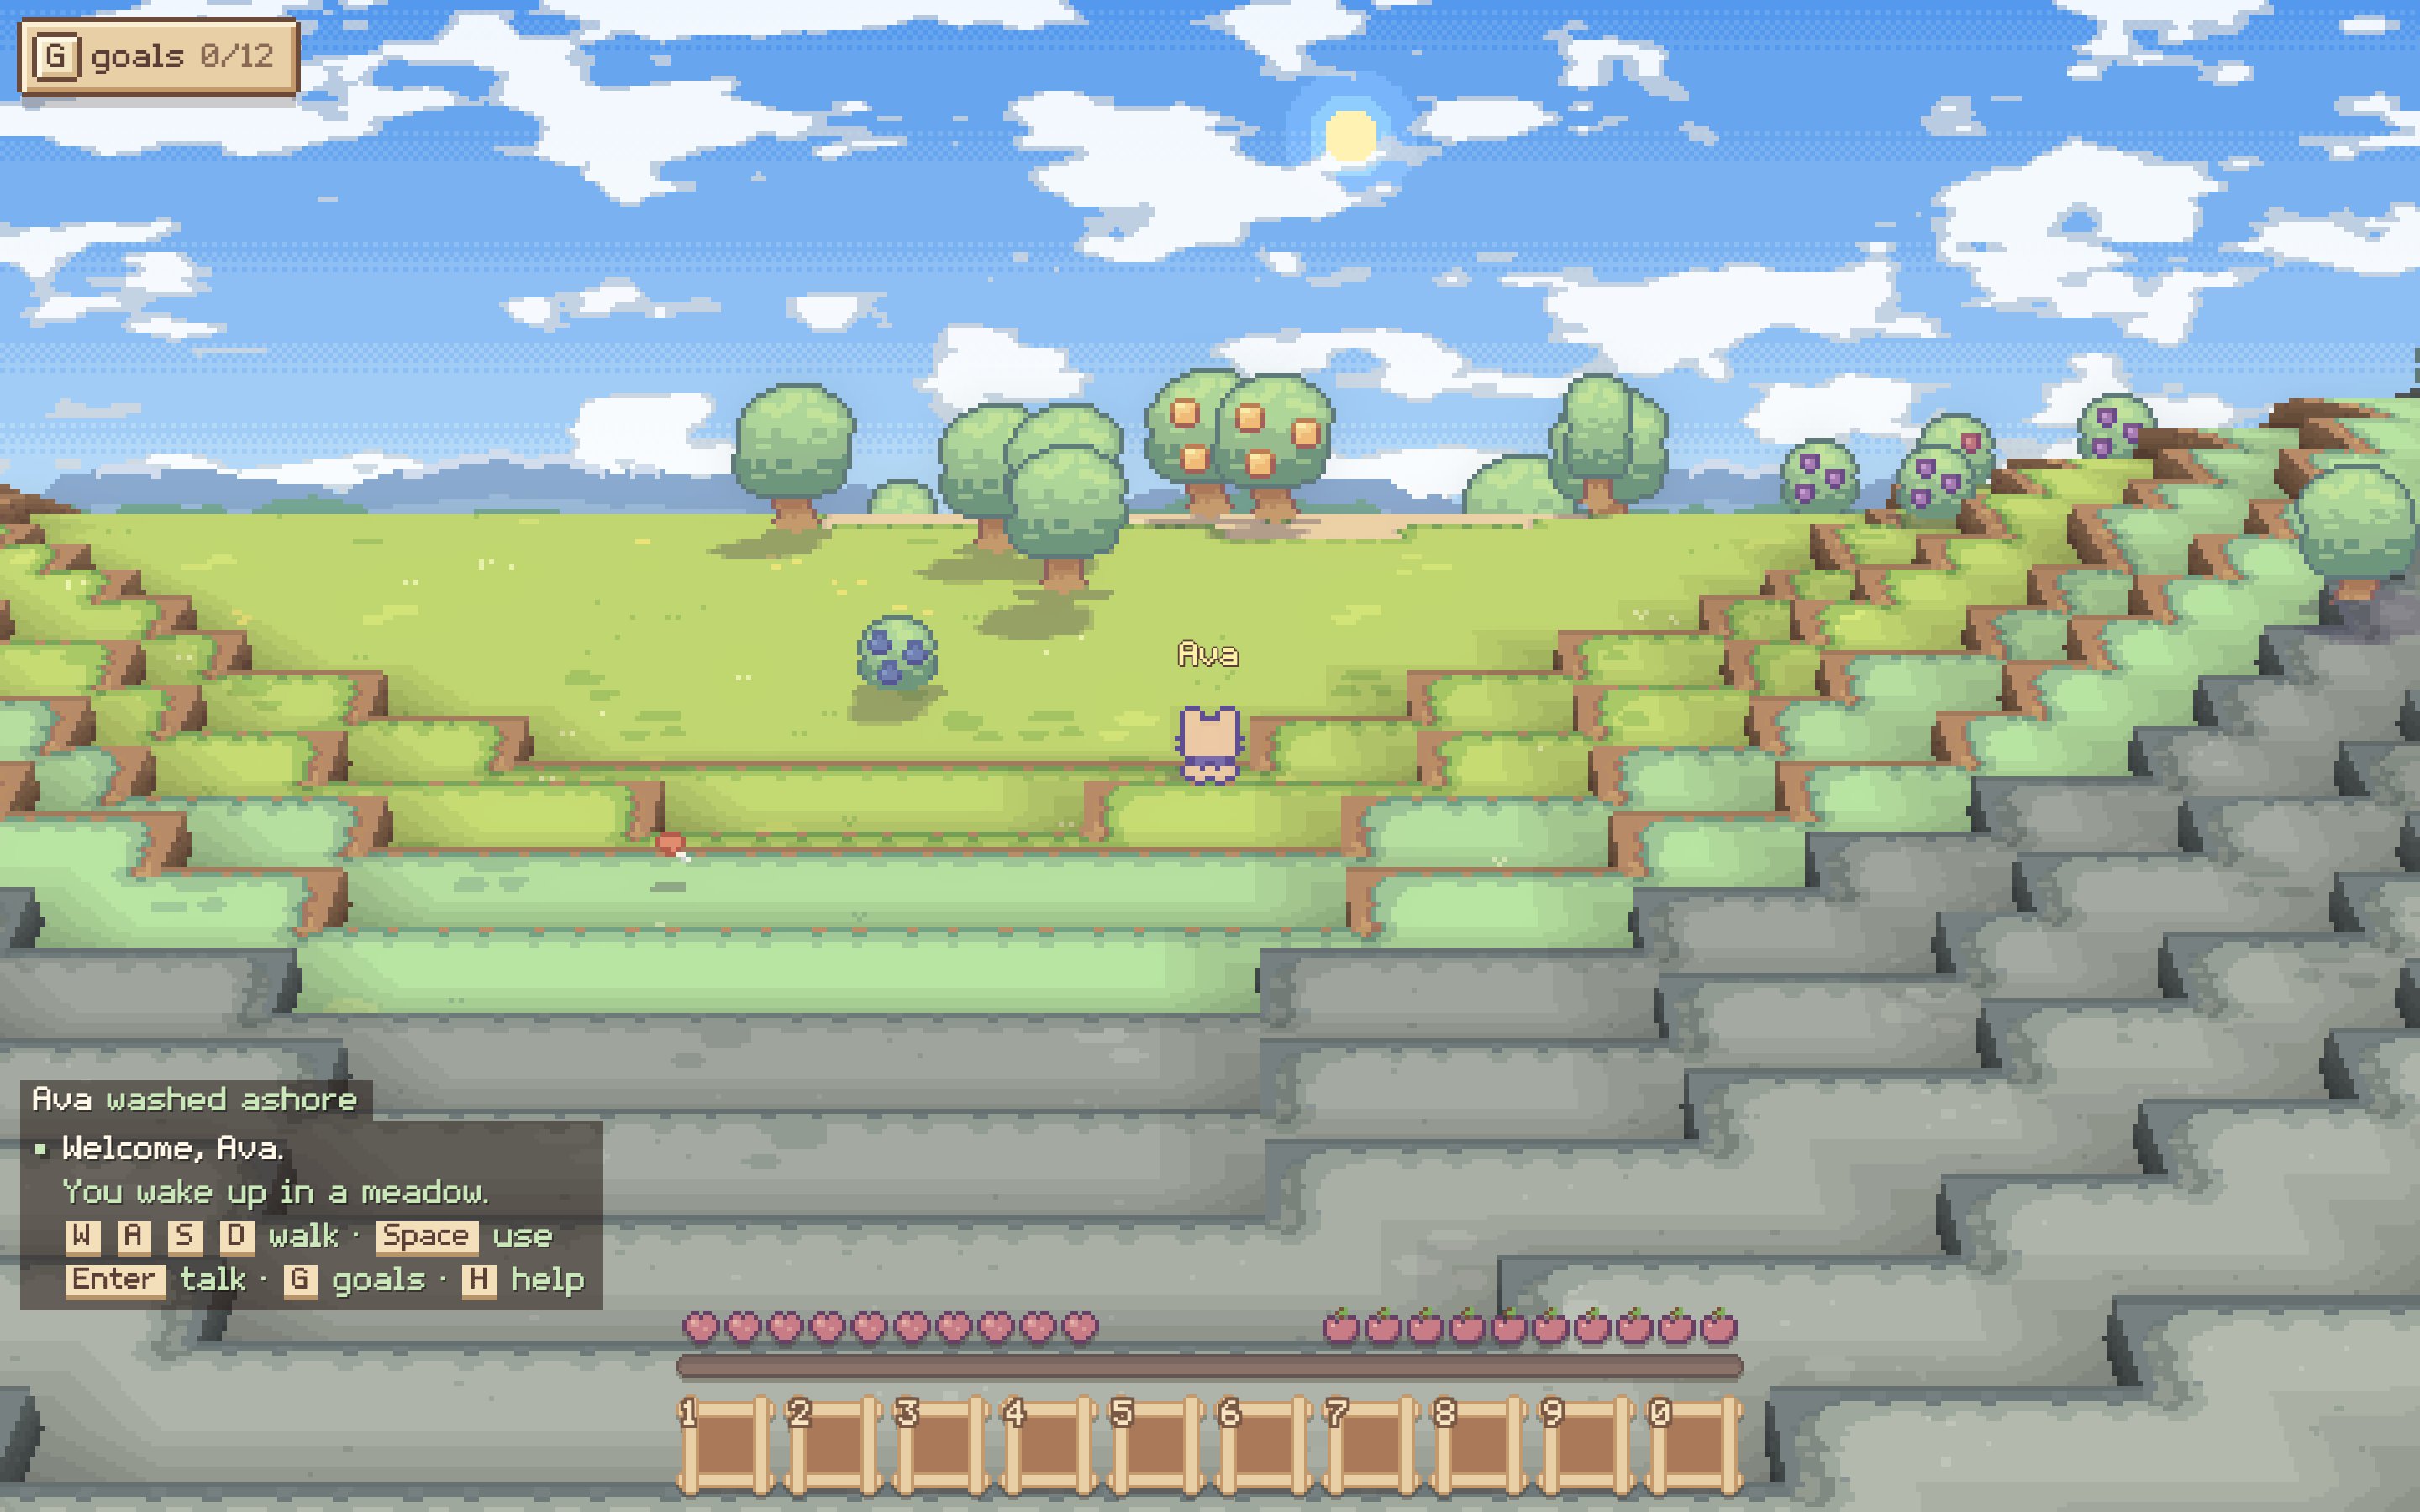 G goals 0/12
Ava
Ava washed ashore
Welcome, Ava.
You wake up in a meadow.
W A S D walk · Space use
Enter talk · G goals · H help
1 2 3 4 5 6 7 8 9 0